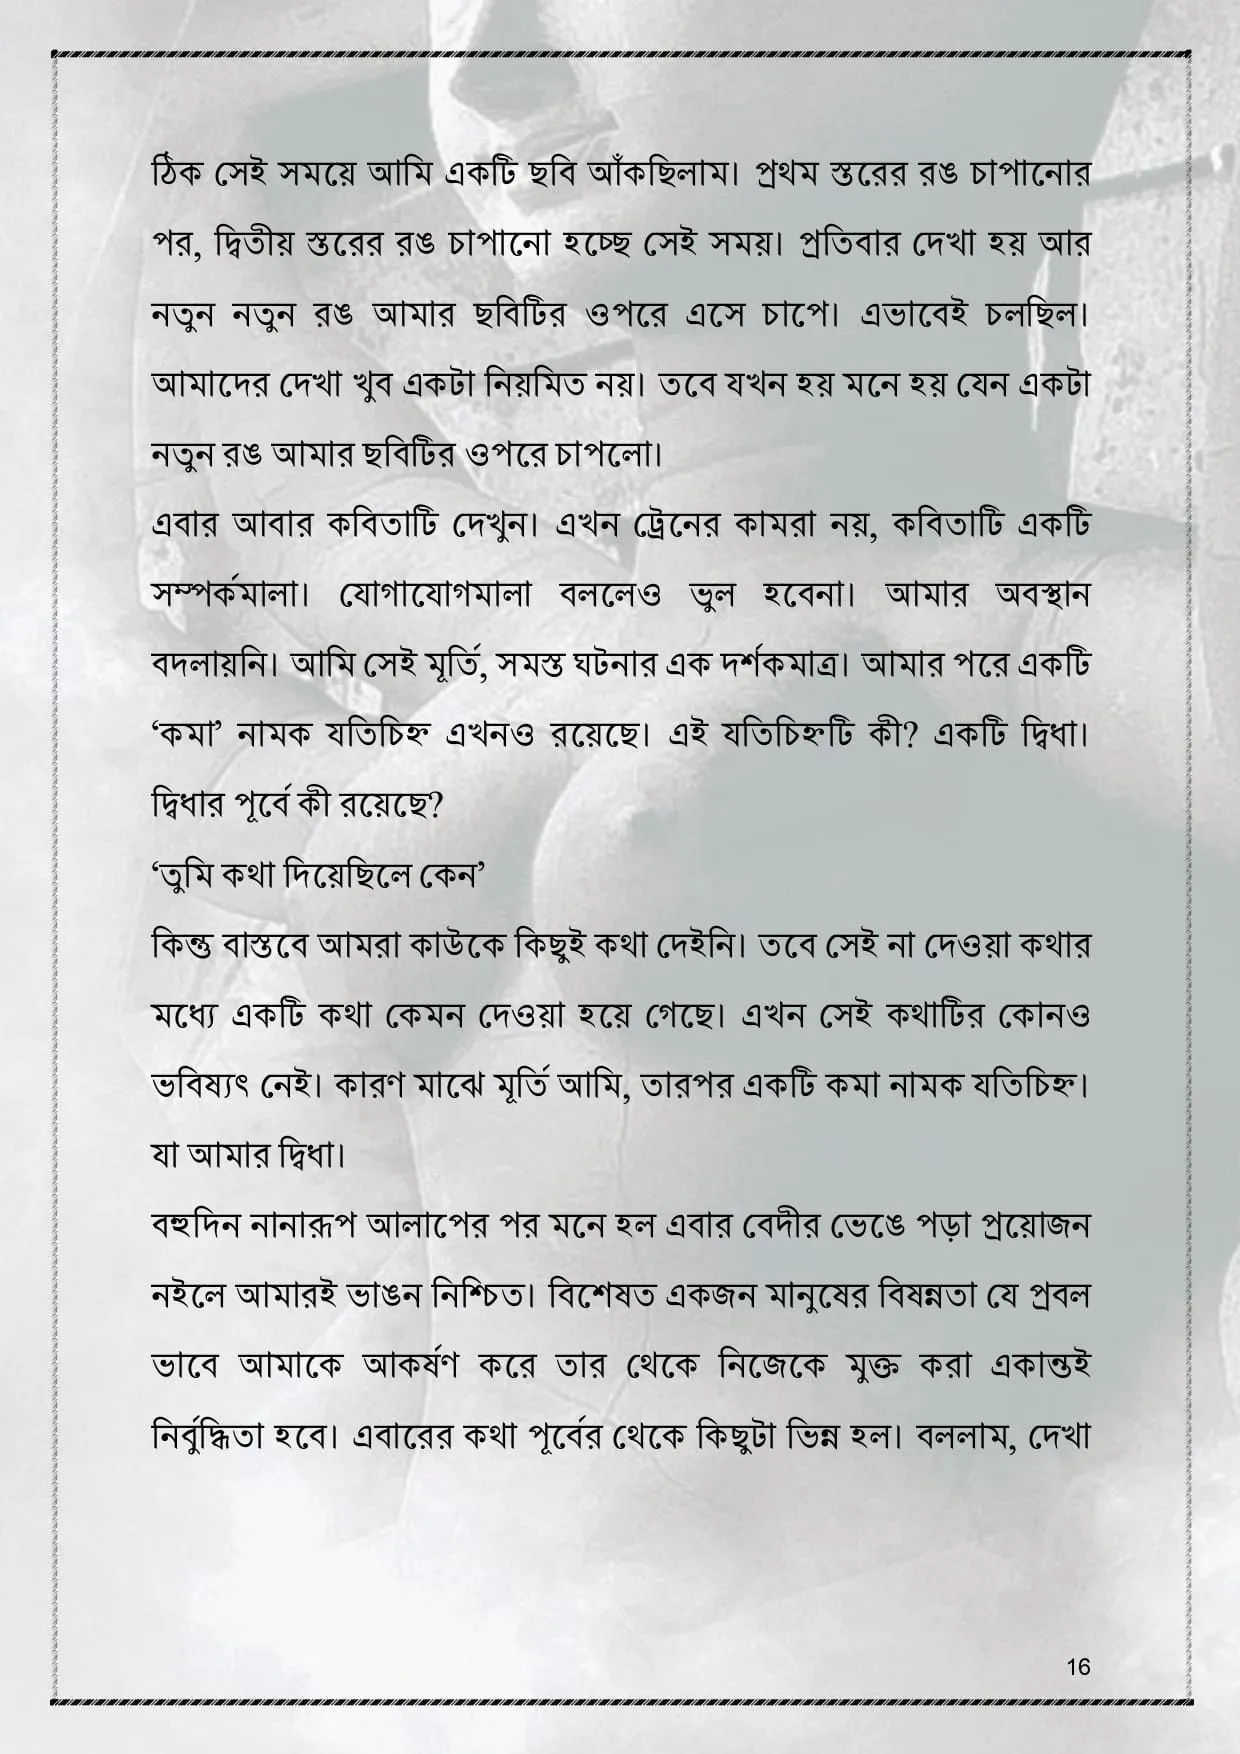 ঠিক সেই সময়ে আমি একটি ছবি আঁকছিলাম। প্রথম স্তরের রঙ চাপানোর
পর, দ্বিতীয় স্তরের রঙ চাপানো হচ্ছে সেই সময়। প্রতিবার দেখা হয় আর
নতুন নতুন রঙ আমার ছবিটির ওপরে এসে চাপে। এভাবেই চলছিল।
আমাদের দেখা খুব একটা নিয়মিত নয়। তবে যখন হয় মনে হয় যেন একটা
নতুন রঙ আমার ছবিটির ওপরে চাপলো।
এবার আবার কবিতাটি দেখুন। এখন ট্রেনের কামরা নয়, কবিতাটি একটি
সম্পর্কমালা। যোগাযোগমালা বললেও ভুল হবেনা। আমার অবস্থান
বদলায়নি। আমি সেই মূর্তি, সমস্ত ঘটনার এক দর্শকমাত্র। আমার পরে একটি
‘কমা’ নামক যতিচিহ্ন এখনও রয়েছে। এই যতিচিহ্নটি কী? একটি দ্বিধা।
দ্বিধার পূর্বে কী রয়েছে?
‘তুমি কথা দিয়েছিলে কেন’
কিন্তু বাস্তবে আমরা কাউকে কিছুই কথা দেইনি। তবে সেই না দেওয়া কথার
মধ্যে একটি কথা কেমন দেওয়া হয়ে গেছে। এখন সেই কথাটির কোনও
ভবিষ্যৎ নেই। কারণ মাঝে মূর্তি আমি, তারপর একটি কমা নামক যতিচিহ্ন।
যা আমার দ্বিধা।
বহুদিন নানারূপ আলাপের পর মনে হল এবার বেদীর ভেঙে পড়া প্রয়োজন
নইলে আমারই ভাঙন নিশ্চিত। বিশেষত একজন মানুষের বিষন্নতা যে প্রবল
ভাবে আমাকে আকর্ষণ করে তার থেকে নিজেকে মুক্ত করা একান্তই
নির্বুদ্ধিতা হবে। এবারের কথা পূর্বের থেকে কিছুটা ভিন্ন হল। বললাম, দেখা
16